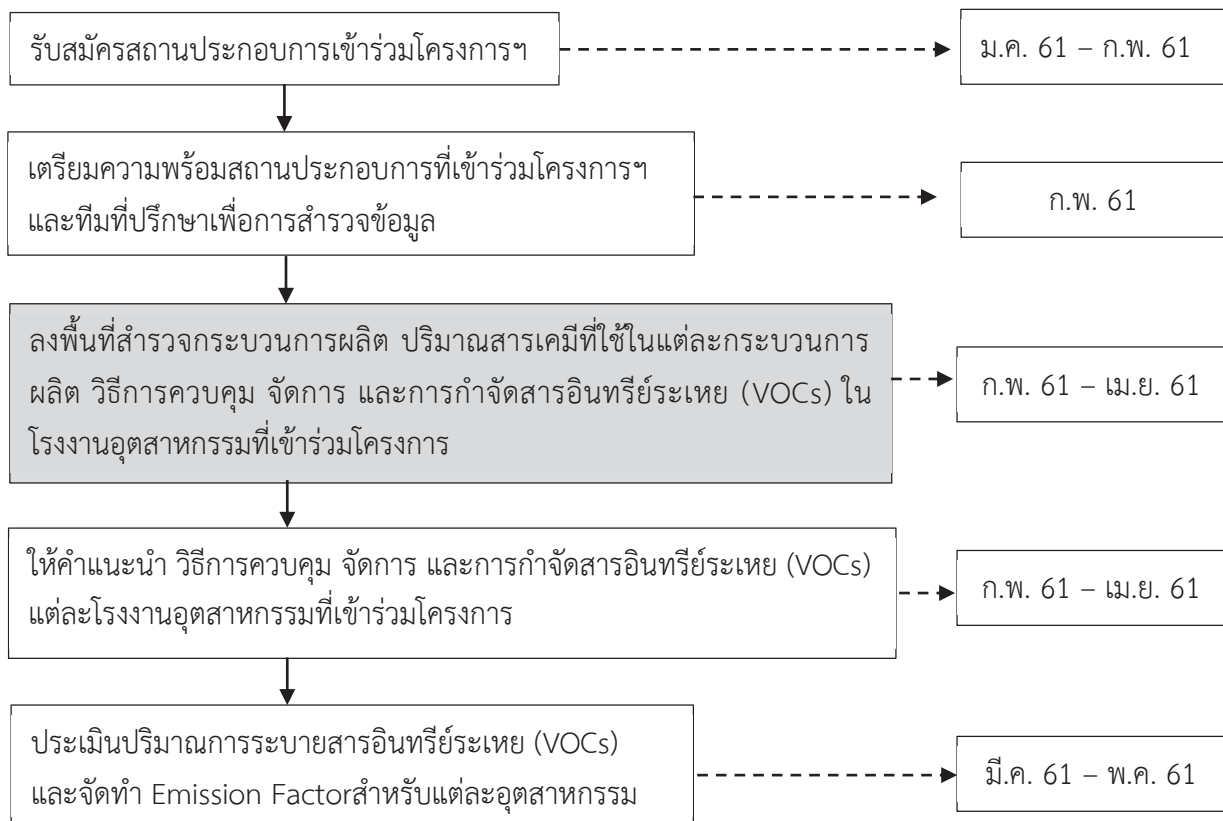 รับสมัครสถานประกอบการเข้าร่วมโครงการฯ
ม.ค. 61 – ก.พ. 61
เตรียมความพร้อมสถานประกอบการที่เข้าร่วมโครงการฯ
และทีมที่ปรึกษาเพื่อการสำรวจข้อมูล
ก.พ. 61
ลงพื้นที่สำรวจกระบวนการผลิต ปริมาณสารเคมีที่ใช้ในแต่ละกระบวนการ
ผลิต วิธีการควบคุม จัดการ และการกำจัดสารอินทรีย์ระเหย (VOCs) ใน
โรงงานอุตสาหกรรมที่เข้าร่วมโครงการ
ก.พ. 61 – เม.ย. 61
ให้คำแนะนำ วิธีการควบคุม จัดการ และการกำจัดสารอินทรีย์ระเหย (VOCs)
แต่ละโรงงานอุตสาหกรรมที่เข้าร่วมโครงการ
ก.พ. 61 – เม.ย. 61
ประเมินปริมาณการระบายสารอินทรีย์ระเหย (VOCs)
และจัดทำ Emission Factorสำหรับแต่ละอุตสาหกรรม
มี.ค. 61 – พ.ค. 61